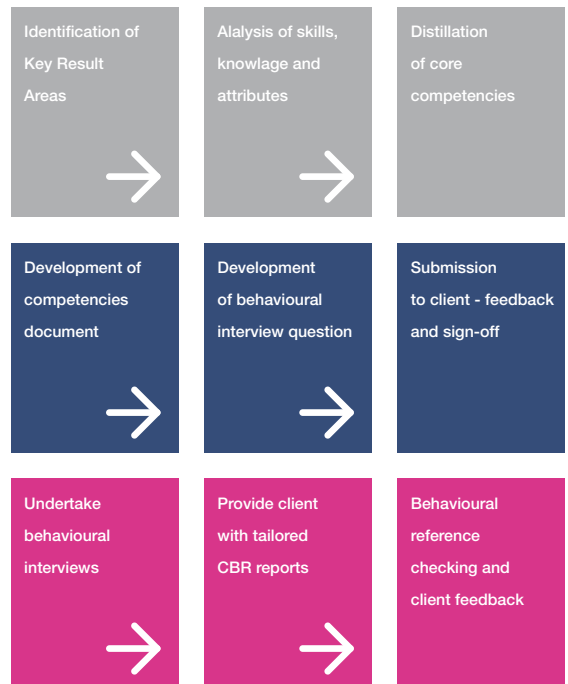 Identification of
Key Result
Areas
Alalysis of skills,
knowlage and
attributes
Distillation
of core
competencies
Development of
competencies
document
Development
of behavioural
interview question
Submission
to client - feedback
and sign-off
Undertake
behavioural
interviews
Provide client
with tailored
CBR reports
Behavioural
reference
checking and
client feedback